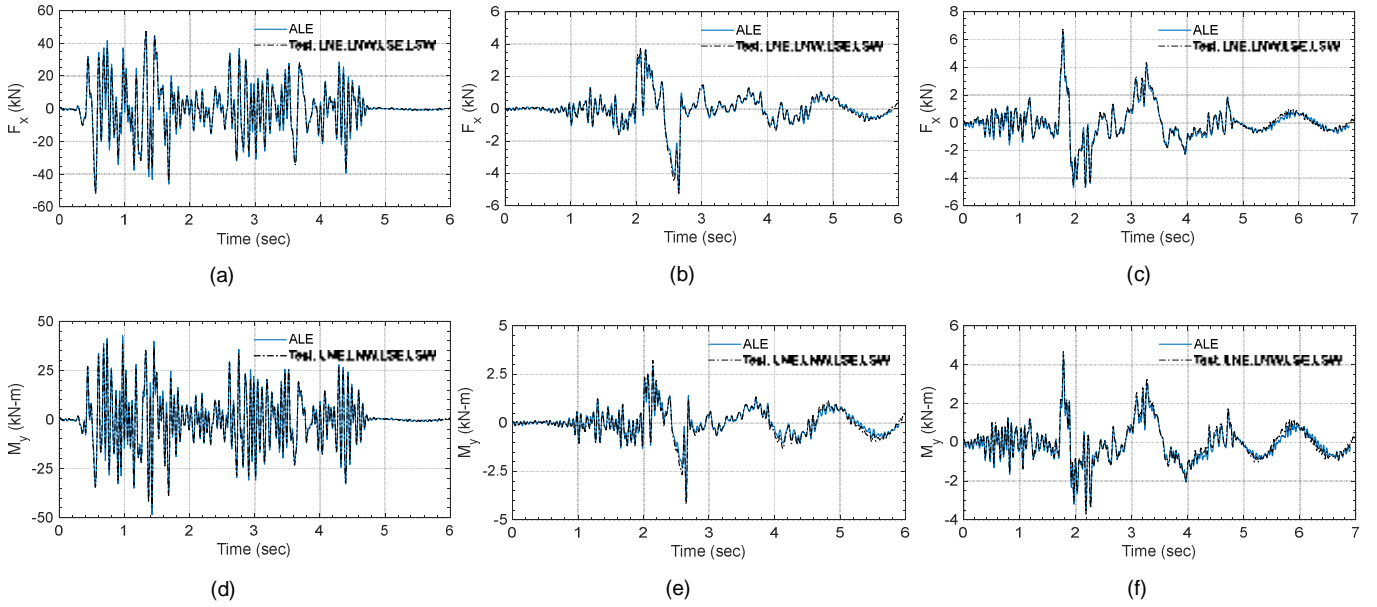 60
40
20
0
-20
-40
-60
F_x (kN)
ALE
Test. LNE.LNW.LSE.LSW
0 1 2 3 4 5 6
Time (sec)
(a)
6
4
2
0
-2
-4
-6
F_x (kN)
ALE
Test. LNE.LNW.LSE.LSW
0 1 2 3 4 5 6
Time (sec)
(b)
8
6
4
2
0
-2
-4
-6
F_x (kN)
ALE
Test. LNE.LNW.LSE.LSW
0 1 2 3 4 5 6 7
Time (sec)
(c)
50
25
0
-25
-50
M_y (kN-m)
ALE
Test. LNE.LNW.LSE.LSW
0 1 2 3 4 5 6
Time (sec)
(d)
5
2.5
0
-2.5
-5
M_y (kN-m)
ALE
Test. LNE.LNW.LSE.LSW
0 1 2 3 4 5 6
Time (sec)
(e)
6
4
2
0
-2
-4
M_y (kN-m)
ALE
Test. LNE.LNW.LSE.LSW
0 1 2 3 4 5 6 7
Time (sec)
(f)